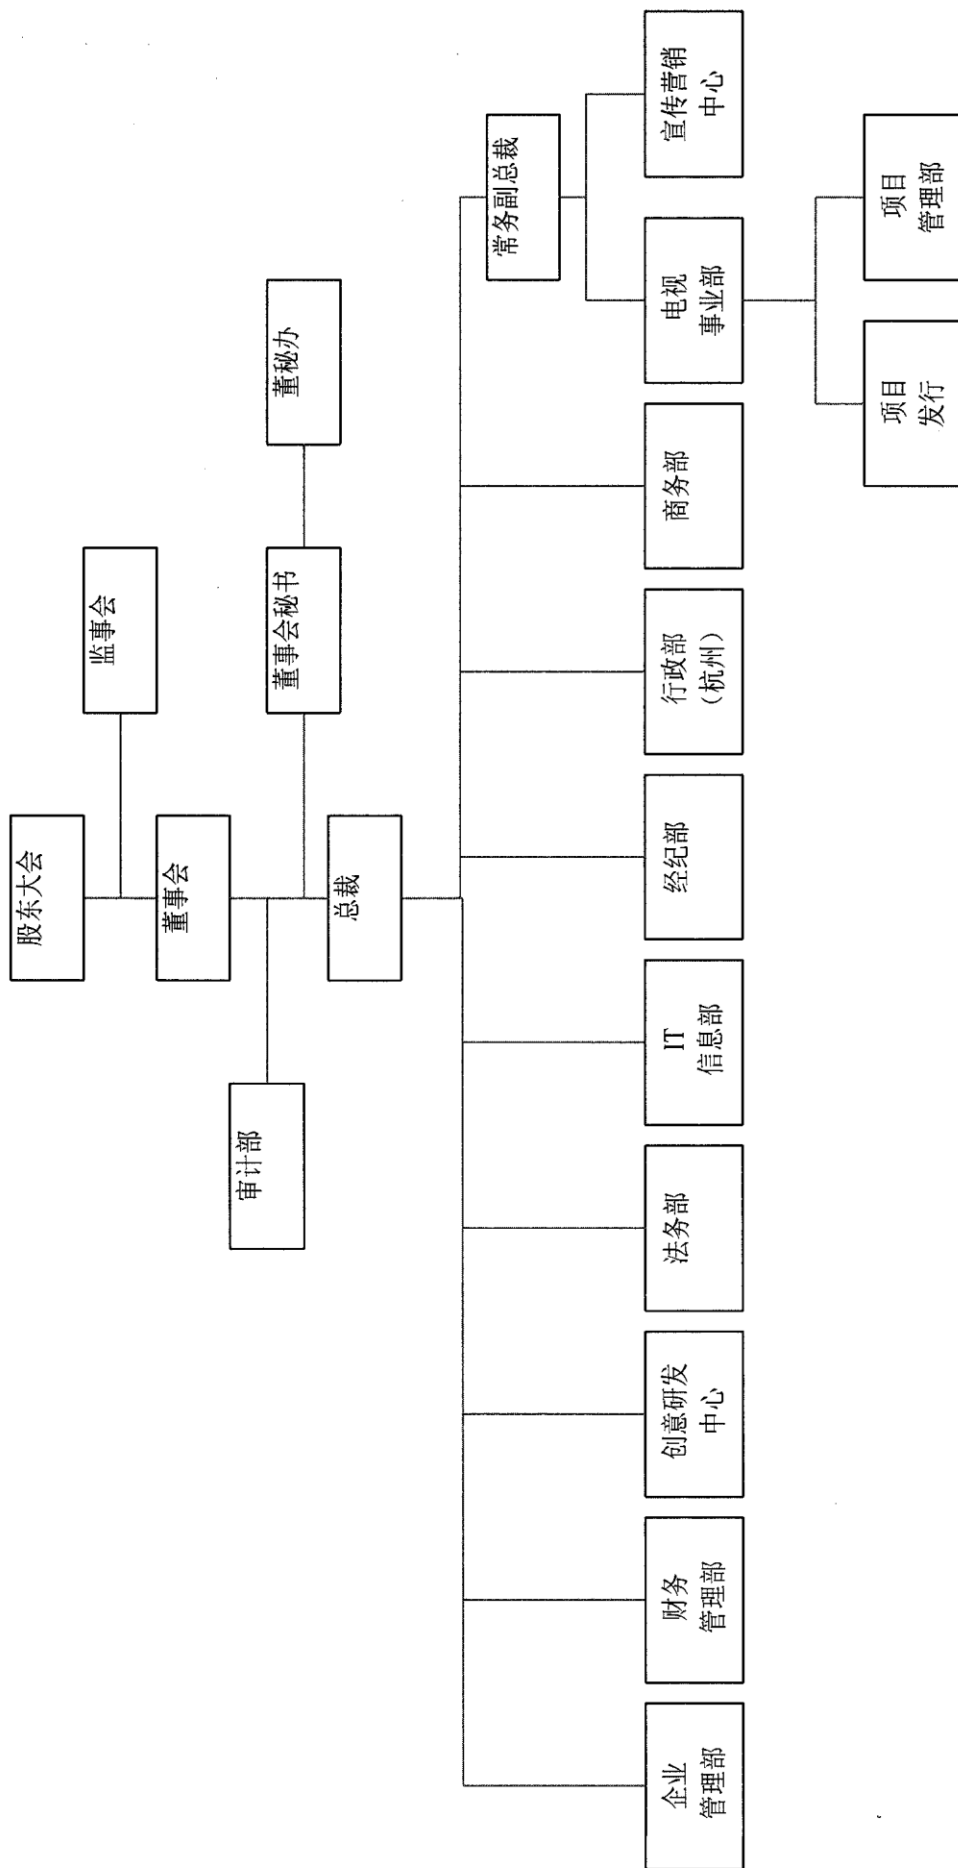 股东大会
监事会
董事会
审计部
董事会秘书
董秘办
总裁
常务副总裁
企业
管理部
财务
管理部
创意研发
中心
法务部
IT
信息部
经纪部
行政部
（杭州）
商务部
电视
事业部
宣传营销
中心
项目
发行
项目
管理部